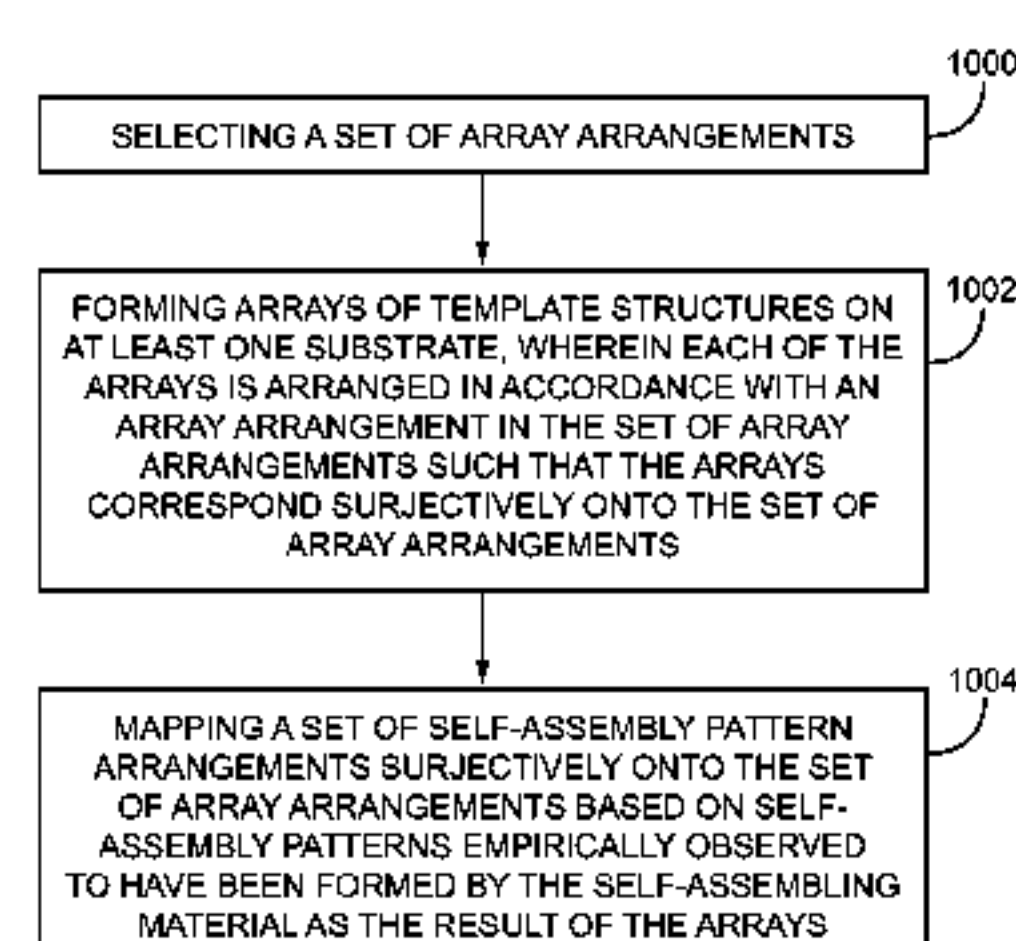 1000
SELECTING A SET OF ARRAY ARRANGEMENTS
1002
FORMING ARRAYS OF TEMPLATE STRUCTURES ON
AT LEAST ONE SUBSTRATE, WHEREIN EACH OF THE
ARRAYS IS ARRANGED IN ACCORDANCE WITH AN
ARRAY ARRANGEMENT IN THE SET OF ARRAY
ARRANGEMENTS SUCH THAT THE ARRAYS
CORRESPOND SURJECTIVELY ONTO THE SET OF
ARRAY ARRANGEMENTS
1004
MAPPING A SET OF SELF-ASSEMBLY PATTERN
ARRANGEMENTS SURJECTIVELY ONTO THE SET
OF ARRAY ARRANGEMENTS BASED ON SELF-
ASSEMBLY PATTERNS EMPIRICALLY OBSERVED
TO HAVE BEEN FORMED BY THE SELF-ASSEMBLING
MATERIAL AS THE RESULT OF THE ARRAYS